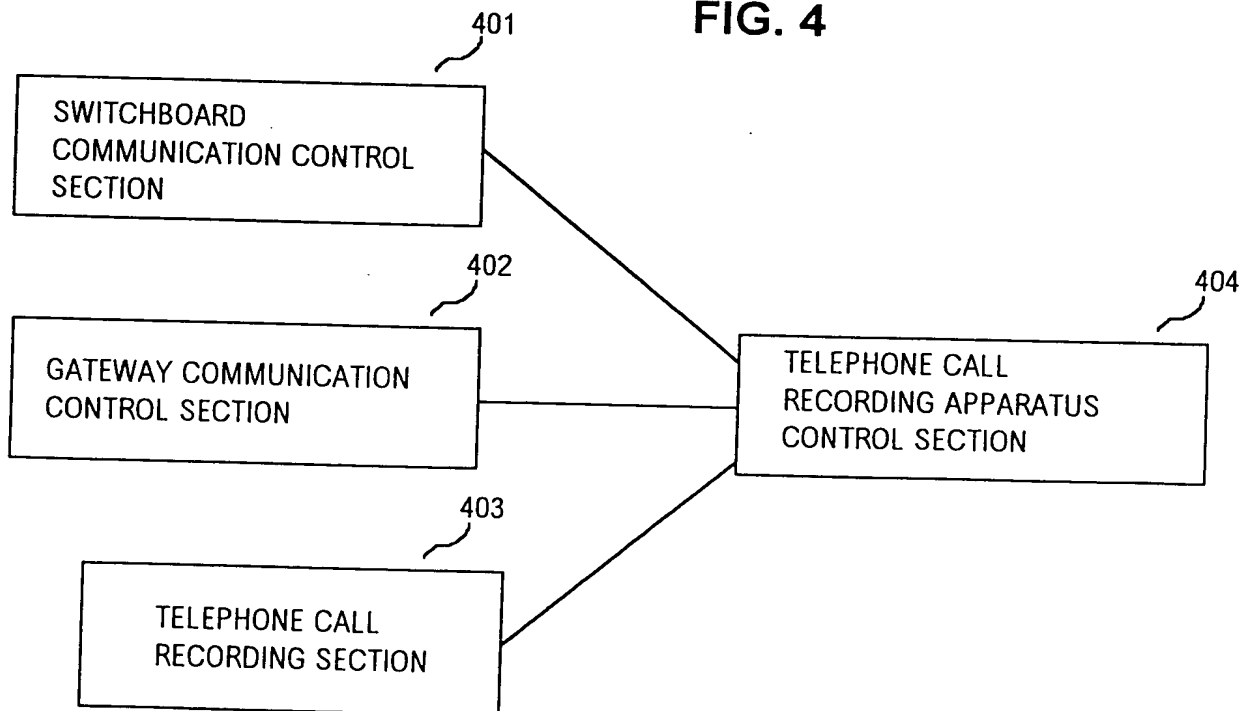 FIG. 4
401
SWITCHBOARD
COMMUNICATION CONTROL
SECTION
402
GATEWAY COMMUNICATION
CONTROL SECTION
403
TELEPHONE CALL
RECORDING SECTION
404
TELEPHONE CALL
RECORDING APPARATUS
CONTROL SECTION